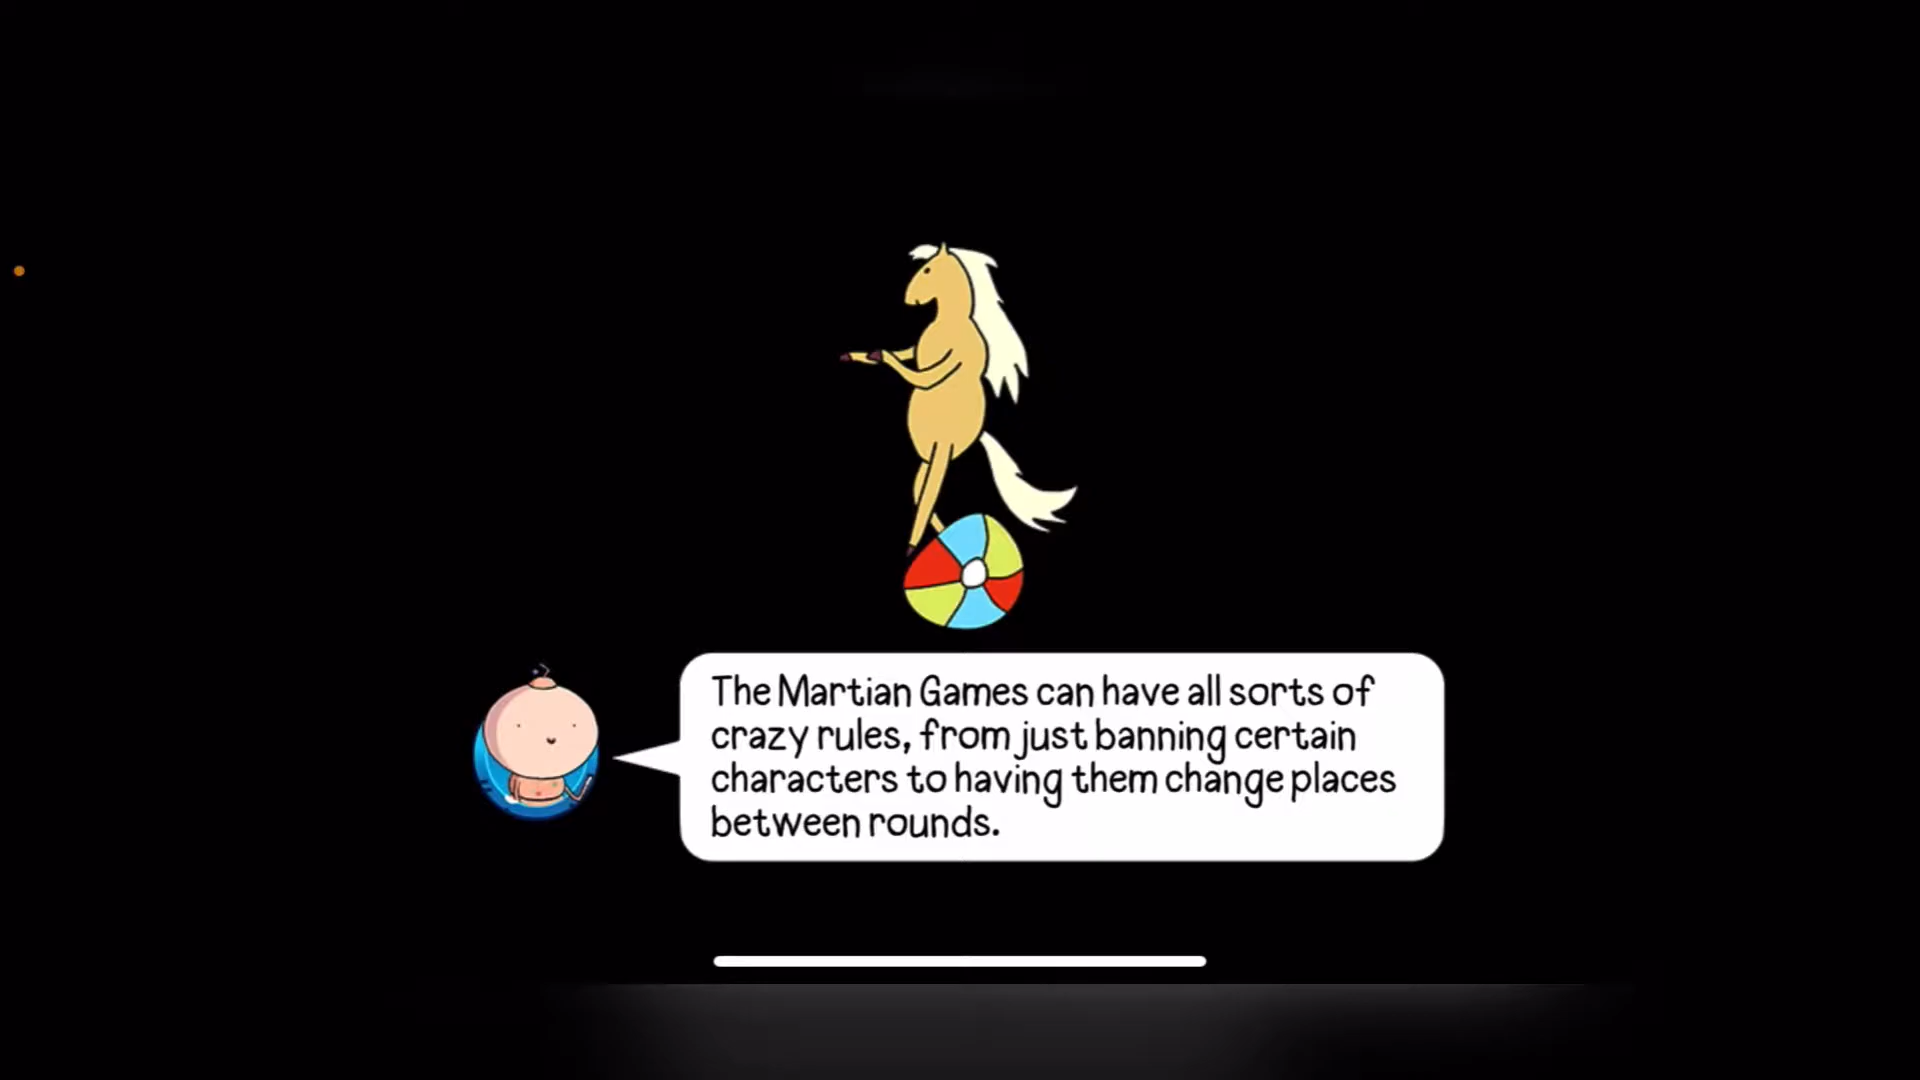 The Martian Games can have all sorts of
crazy rules, from just banning certain
characters to having them change places
between rounds.